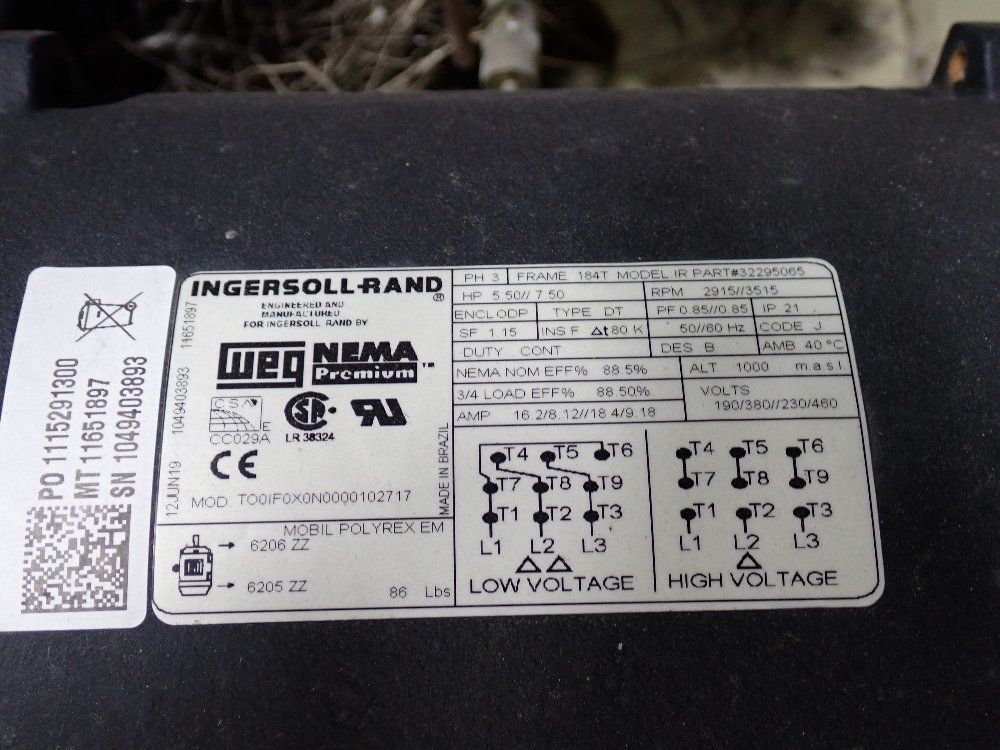 PO 1115291300
MT 11651897
SN 1049403893
12JUN19 1049403893 11651897
INGERSOLL-RAND®
ENGINEERED AND
MANUFACTURED
FOR INGERSOLL RAND BY
WEG NEMA
Premium™
CSA E
CC029A
SA
LR 38324
CE
MOD. TO0IF0X0N0000102717
MADE IN BRAZIL
MOBIL POLYREX EM
6206 ZZ
6205 ZZ
86 Lbs
PH 3 FRAME 184T MODEL IR PART#32295065
HP 5.50//7.50 RPM 2915//3515
ENCL ODP TYPE DT PF 0.85//0.85 IP 21
SF 1.15 INS F Δt 80 K 50//60 Hz CODE J
DUTY CONT DES B AMB 40°C
NEMA NOM EFF% 88.5% ALT 1000 m.a.s.l.
3/4 LOAD EFF% 88.50% VOLTS
190/380//230/460
AMP 16.2/8.12//18.4/9.18
T4 T5 T6
T7 T8 T9
T1 T2 T3
L1 L2 L3
LOW VOLTAGE
T4 T5 T6
T7 T8 T9
T1 T2 T3
L1 L2 L3
HIGH VOLTAGE